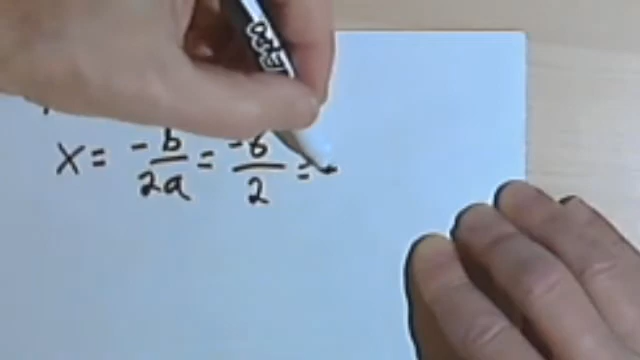 x = -b/2a = -6/2 =